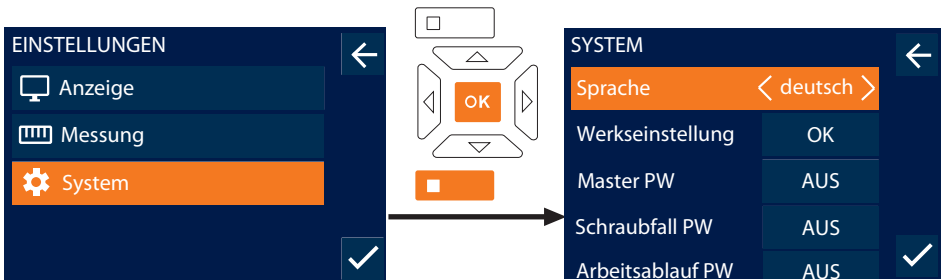 EINSTELLUNGEN
Anzeige
Messung
System
OK
SYSTEM
Sprache deutsch
Werkseinstellung OK
Master PW AUS
Schraubfall PW AUS
Arbeitsablauf PW AUS